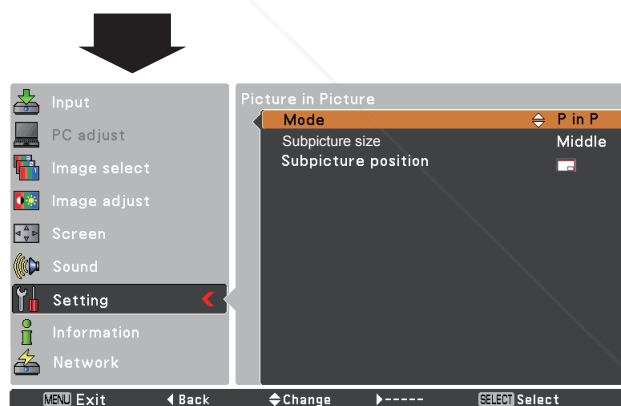 Input
PC adjust
Image select
Image adjust
Screen
Sound
Setting
Information
Network
Picture in Picture
Mode P in P
Subpicture size Middle
Subpicture position
MENU Exit Back Change ----- SELECT Select